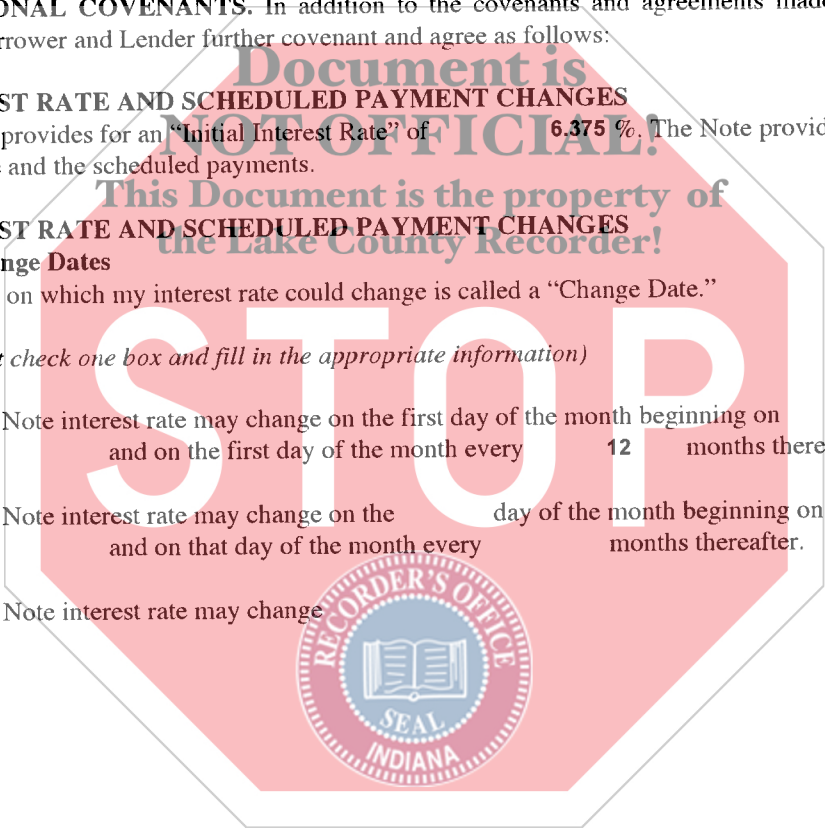 ONAL COVENANTS. In addition to the covenants and agreements made
rrower and Lender further covenant and agree as follows:
Document is
ST RATE AND SCHEDULED PAYMENT CHANGES
NOT OFFICIAL!
provides for an “Initial Interest Rate” of 6.375 %. The Note provid
and the scheduled payments.
This Document is the property of
ST RATE AND SCHEDULED PAYMENT CHANGES
the Lake County Recorder!
nge Dates
on which my interest rate could change is called a “Change Date.”
STOP
t check one box and fill in the appropriate information)
Note interest rate may change on the first day of the month beginning on
and on the first day of the month every 12 months there
Note interest rate may change on the day of the month beginning on
and on that day of the month every months thereafter.
Note interest rate may change
RECORDER'S OFFICE
SEAL
INDIANA